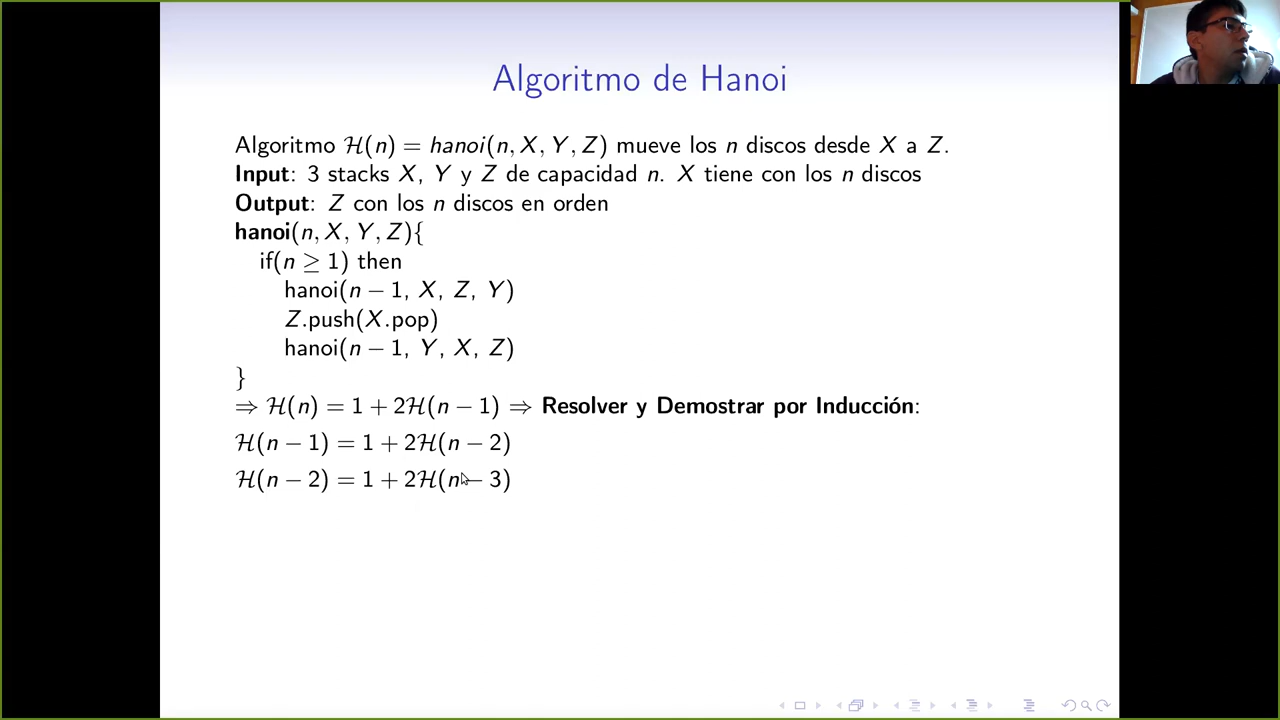 Algoritmo de Hanoi
Algoritmo ℋ(n) = hanoi(n, X, Y, Z) mueve los n discos desde X a Z.
Input: 3 stacks X, Y y Z de capacidad n. X tiene con los n discos
Output: Z con los n discos en orden
hanoi(n, X, Y, Z){
if(n ≥ 1) then
hanoi(n − 1, X, Z, Y)
Z.push(X.pop)
hanoi(n − 1, Y, X, Z)
}
⇒ ℋ(n) = 1 + 2ℋ(n − 1) ⇒ Resolver y Demostrar por Inducción:
ℋ(n − 1) = 1 + 2ℋ(n − 2)
ℋ(n − 2) = 1 + 2ℋ(n − 3)